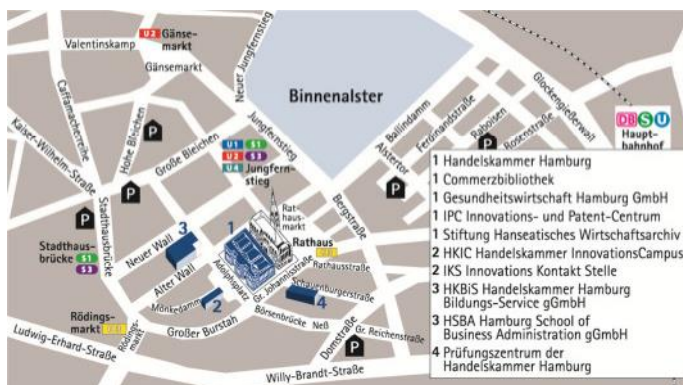 U2 Gänse-
markt
Valentinskamp
Gänsemarkt
Neuer Jungfernstieg
Binnenalster
Glockengießerwall
Ballindamm
Ferdinandstraße
Raboisen
Rosenstraße
Alstertor
DB S U
Haupt-
bahnhof
Caffamacherreihe
Kaiser-Wilhelm-Straße
Hohe Bleichen
P
P
P
P
P
P
Große Bleichen
Jungfernstieg
U1 S1
U2 S3
U4 Jungfern-
stieg
Bergstraße
Stadthausbrücke
Stadthaus-
brücke S1
S3
Neuer Wall
3
1
Rat-
haus-
markt
Rathaus
Rathausstraße
Alter Wall
Adolphsplatz
Gr. Johannisstraße
Schauenburgerstraße
Mönkedamm
2
4
Rödings-
markt
Rödings-
markt
Großer Burstah
Börsenbrücke
Neß
Domstraße
Gr. Reichenstraße
Ludwig-Erhard-Straße
Willy-Brandt-Straße
1 Handelskammer Hamburg
1 Commerzbibliothek
1 Gesundheitswirtschaft Hamburg GmbH
1 IPC Innovations- und Patent-Centrum
1 Stiftung Hanseatisches Wirtschaftsarchiv
2 HKIC Handelskammer InnovationsCampus
2 IKS Innovations Kontakt Stelle
3 HKBiS Handelskammer Hamburg
Bildungs-Service gGmbH
3 HSBA Hamburg School of
Business Administration gGmbH
4 Prüfungszentrum der
Handelskammer Hamburg